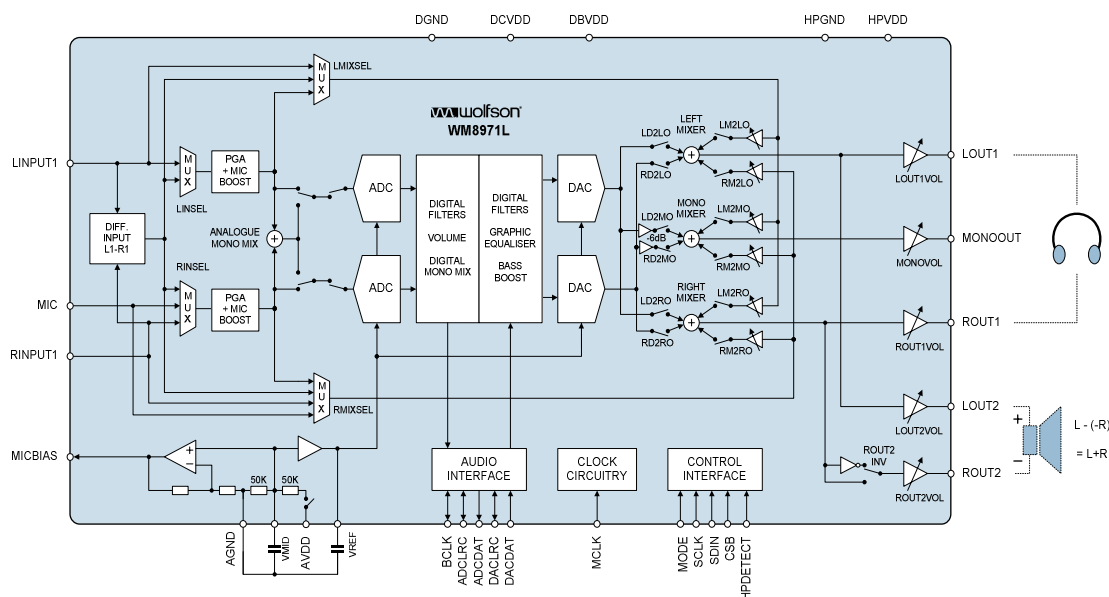 DGND
DCVDD
DBVDD
HPGND
HPVDD
wolfson
WM8971L
M
U
X
LMIXSEL
LINPUT1
M
U
X
LINSEL
PGA
+ MIC
BOOST
ADC
DIGITAL
FILTERS
VOLUME
DIGITAL
MONO MIX
DIGITAL
FILTERS
GRAPHIC
EQUALISER
BASS
BOOST
DAC
LD2LO
RD2LO
LEFT
MIXER
+
LM2LO
RM2LO
LOUT1VOL
LOUT1
DIFF.
INPUT
L1-R1
ANALOGUE
MONO MIX
+
LD2MO
-6dB
RD2MO
MONO
MIXER
+
LM2MO
RM2MO
MONOVOL
MONOOUT
RINSEL
MIC
M
U
X
PGA
+ MIC
BOOST
ADC
DAC
LD2RO
RD2RO
RIGHT
MIXER
+
LM2RO
RM2RO
ROUT1VOL
ROUT1
RINPUT1
M
U
X
RMIXSEL
LOUT2VOL
LOUT2
+
−
L - (-R)
= L+R
MICBIAS
+
−
50K
50K
AUDIO
INTERFACE
CLOCK
CIRCUITRY
CONTROL
INTERFACE
ROUT2
INV
ROUT2VOL
ROUT2
AGND
VMID
AVDD
VREF
BCLK
ADCLRC
ADCDAT
DACLRC
DACDAT
MCLK
MODE
SCLK
SDIN
CSB
HPDETECT